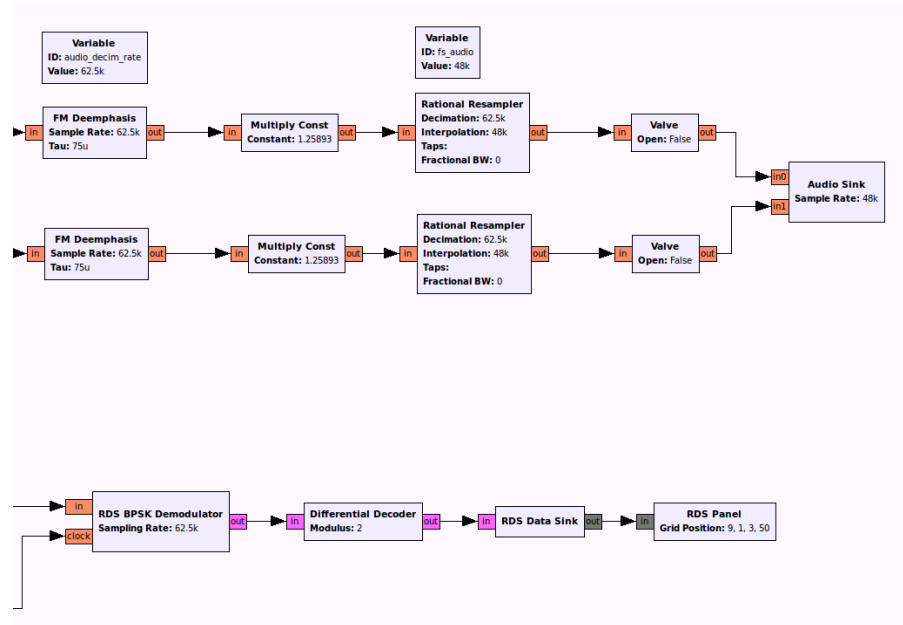 Variable
ID: audio_decim_rate
Value: 62.5k
Variable
ID: fs_audio
Value: 48k
in
FM Deemphasis
Sample Rate: 62.5k
Tau: 75u
out
in
Multiply Const
Constant: 1.25893
out
in
Rational Resampler
Decimation: 62.5k
Interpolation: 48k
Taps:
Fractional BW: 0
out
in
Valve
Open: False
out
in0
in1
Audio Sink
Sample Rate: 48k
in
FM Deemphasis
Sample Rate: 62.5k
Tau: 75u
out
in
Multiply Const
Constant: 1.25893
out
in
Rational Resampler
Decimation: 62.5k
Interpolation: 48k
Taps:
Fractional BW: 0
out
in
Valve
Open: False
out
in
clock
RDS BPSK Demodulator
Sampling Rate: 62.5k
out
in
Differential Decoder
Modulus: 2
out
in
RDS Data Sink
out
in
RDS Panel
Grid Position: 9, 1, 3, 50